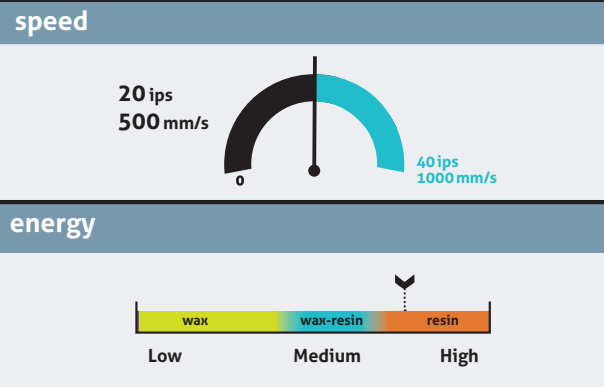 speed
20 ips
500 mm/s
0
40 ips
1000 mm/s
energy
wax wax-resin resin
Low Medium High